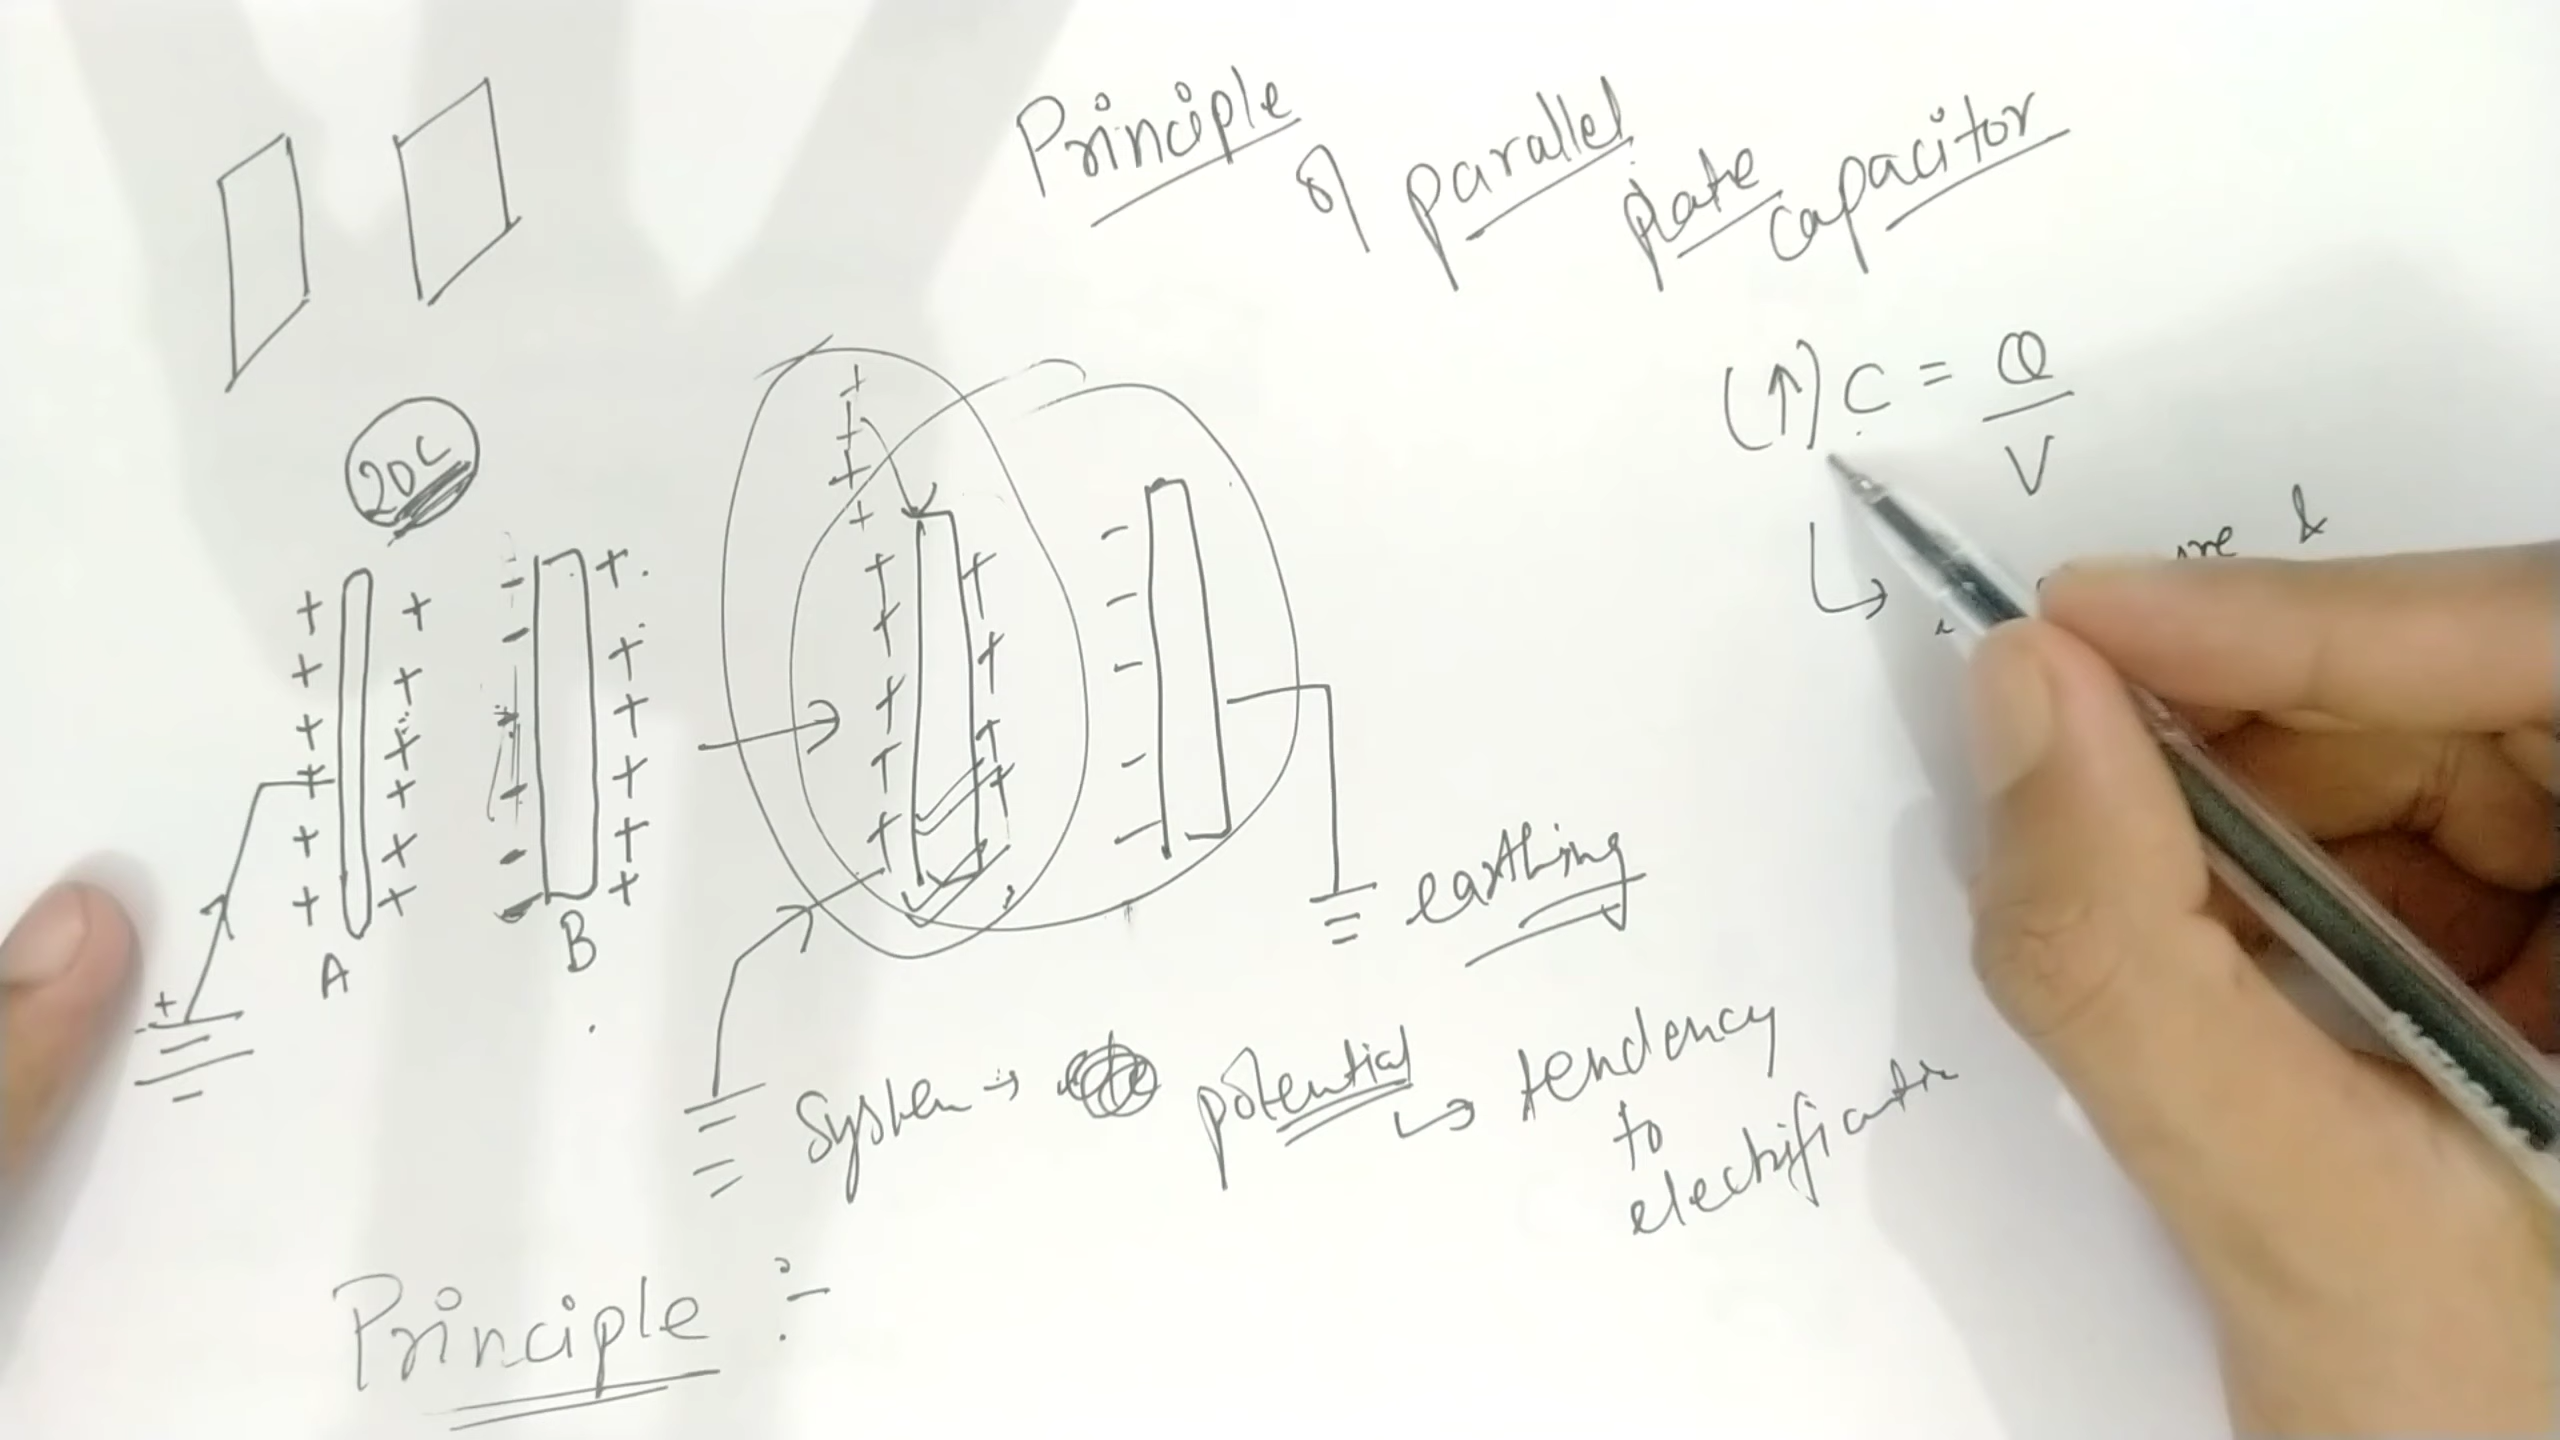 Principle of parallel plate capacitor
(↑) C = Q
V
&
20C
A
B
earthing
System → potential → tendency
to
electrification
Principle :-